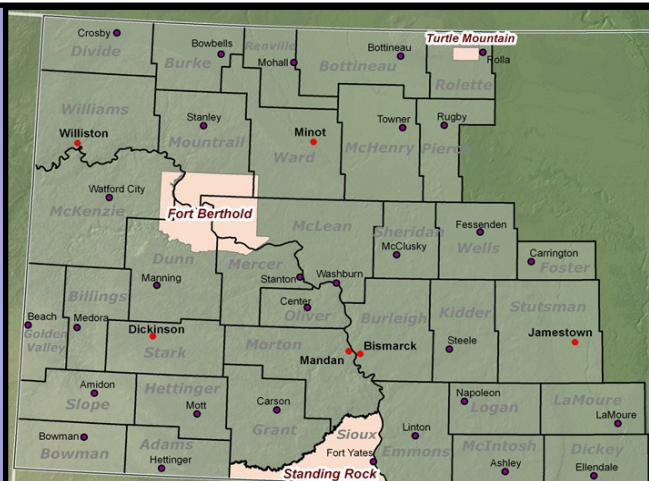 Crosby
Divide
Bowbells
Burke
Renville
Mohall
Bottineau
Bottineau
Turtle Mountain
Rolla
Rolette
Williams
Williston
Stanley
Mountrail
Minot
Ward
Towner
McHenry
Rugby
Pierce
Watford City
McKenzie
Fort Berthold
McLean
Sheridan
McClusky
Fessenden
Wells
Carrington
Foster
Dunn
Manning
Mercer
Stanton
Washburn
Center
Oliver
Billings
Beach
Medora
Golden
Valley
Dickinson
Stark
Morton
Mandan
Bismarck
Burleigh
Kidder
Steele
Stutsman
Jamestown
Amidon
Slope
Hettinger
Mott
Carson
Grant
Sioux
Fort Yates
Linton
Emmons
Napoleon
Logan
LaMoure
LaMoure
Bowman
Bowman
Adams
Hettinger
Standing Rock
McIntosh
Ashley
Dickey
Ellendale